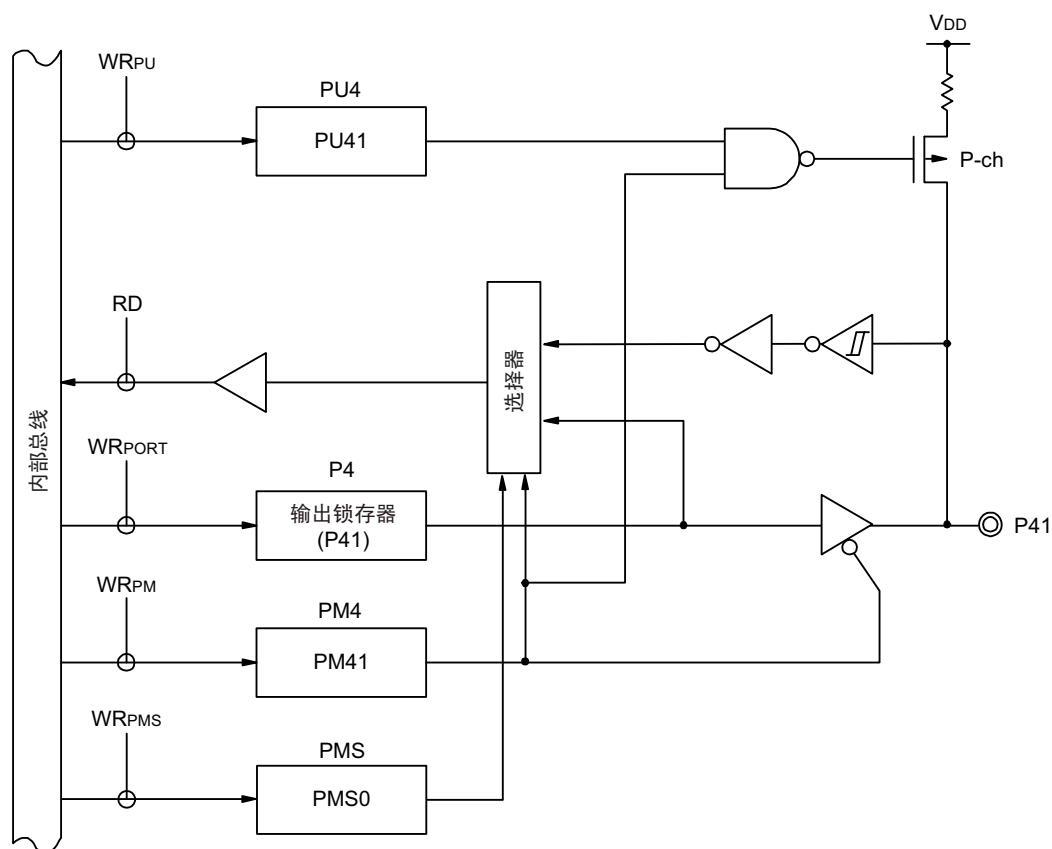 VDD
WRPU
PU4
PU41
P-ch
RD
选择器
内部总线
WRPORT
P4
输出锁存器
(P41)
P41
WRPM
PM4
PM41
WRPMS
PMS
PMS0